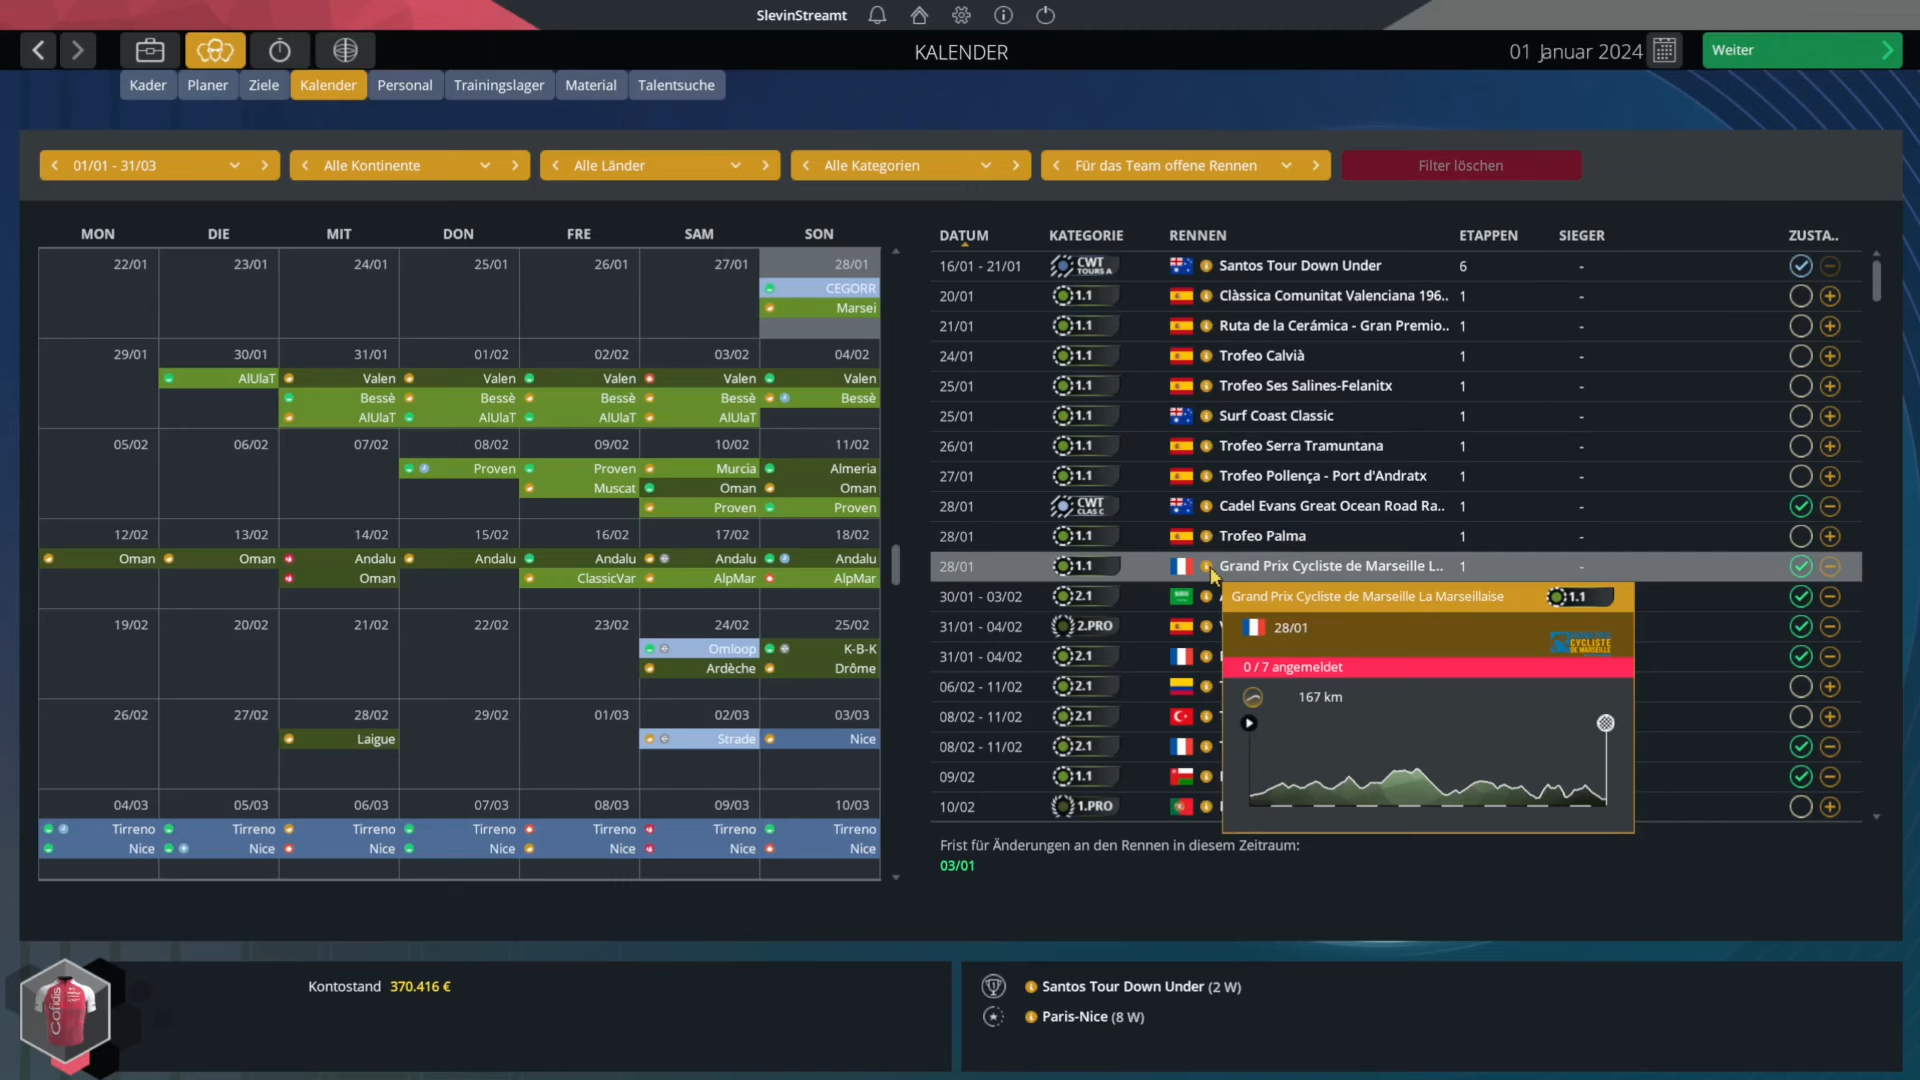 SlevinStreamt
KALENDER
01 Januar 2024
Weiter
Kader
Planer
Ziele
Kalender
Personal
Trainingslager
Material
Talentsuche
01/01 - 31/03
Alle Kontinente
Alle Länder
Alle Kategorien
Für das Team offene Rennen
Filter löschen
MON DIE MIT DON FRE SAM SON
22/01 23/01 24/01 25/01 26/01 27/01 28/01
CEGORR
Marsei
29/01 30/01 31/01 01/02 02/02 03/02 04/02
AlUlaT Valen Valen Valen Valen Valen
Bessè Bessè Bessè Bessè Bessè
AlUlaT AlUlaT AlUlaT AlUlaT
05/02 06/02 07/02 08/02 09/02 10/02 11/02
Proven Proven Murcia Almeria
Muscat Oman Oman
Proven Proven
12/02 13/02 14/02 15/02 16/02 17/02 18/02
Oman Oman Andalu Andalu Andalu Andalu Andalu
Oman ClassicVar AlpMar AlpMar
19/02 20/02 21/02 22/02 23/02 24/02 25/02
Omloop K-B-K
Ardèche Drôme
26/02 27/02 28/02 29/02 01/03 02/03 03/03
Laigue Strade Nice
04/03 05/03 06/03 07/03 08/03 09/03 10/03
Tirreno Tirreno Tirreno Tirreno Tirreno Tirreno Tirreno
Nice Nice Nice Nice Nice Nice Nice
DATUM KATEGORIE RENNEN ETAPPEN SIEGER ZUSTA..
16/01 - 21/01 CWT TOURS A Santos Tour Down Under 6 -
20/01 1.1 Clàssica Comunitat Valenciana 196.. 1 -
21/01 1.1 Ruta de la Cerámica - Gran Premio.. 1 -
24/01 1.1 Trofeo Calvià 1 -
25/01 1.1 Trofeo Ses Salines-Felanitx 1 -
25/01 1.1 Surf Coast Classic 1 -
26/01 1.1 Trofeo Serra Tramuntana 1 -
27/01 1.1 Trofeo Pollença - Port d'Andratx 1 -
28/01 CWT CLAS C Cadel Evans Great Ocean Road Ra.. 1 -
28/01 1.1 Trofeo Palma 1 -
28/01 1.1 Grand Prix Cycliste de Marseille L.. 1 -
30/01 - 03/02 2.1
31/01 - 04/02 2.PRO
31/01 - 04/02 2.1
06/02 - 11/02 2.1
08/02 - 11/02 2.1
08/02 - 11/02 2.1
09/02 1.1
10/02 1.PRO
Grand Prix Cycliste de Marseille La Marseillaise 1.1
28/01
CYCLISTE
DE MARSEILLE
0 / 7 angemeldet
167 km
Frist für Änderungen an den Rennen in diesem Zeitraum:
03/01
Cofidis
Kontostand 370.416 €
Santos Tour Down Under (2 W)
Paris-Nice (8 W)